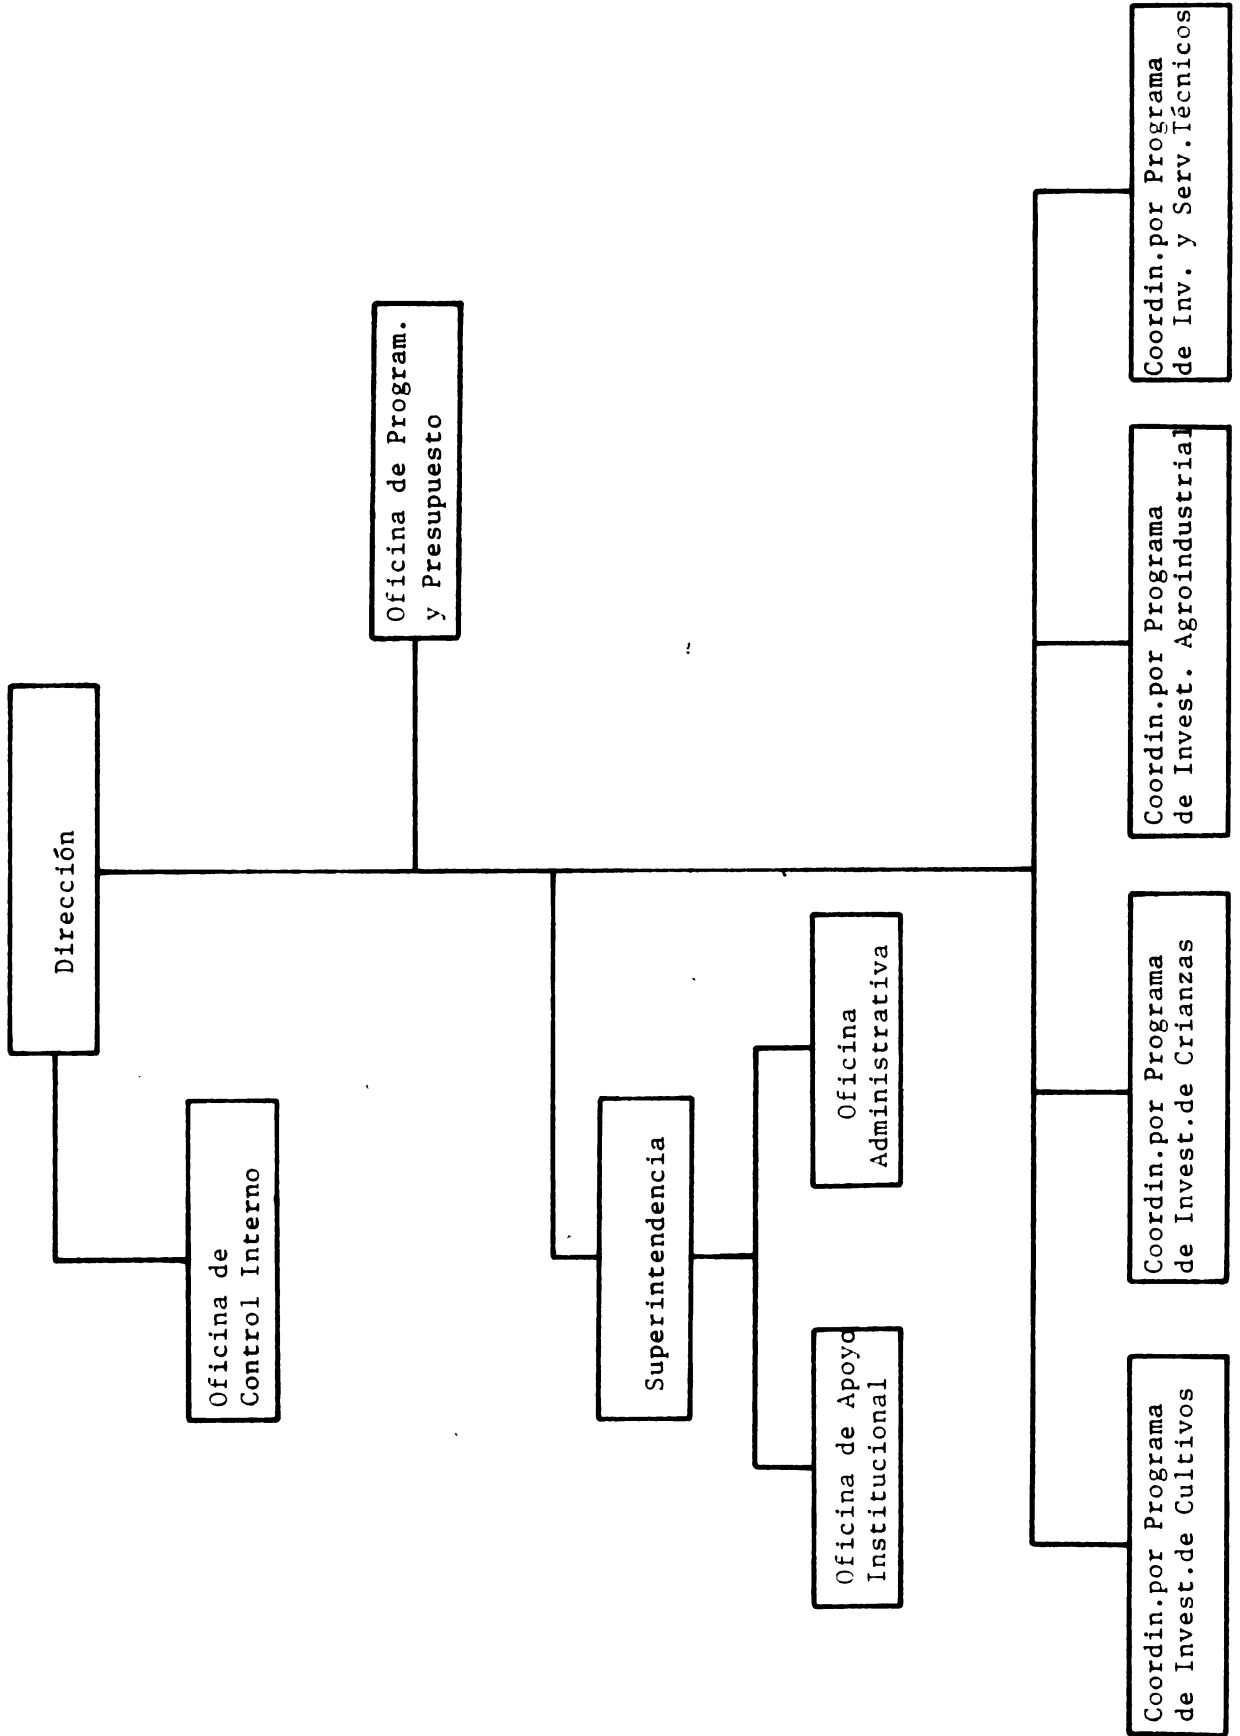 Dirección
Oficina de
Control Interno
Oficina de Program.
y Presupuesto
Superintendencia
Oficina de Apoyo
Institucional
Oficina
Administrativa
Coordin.por Programa
de Invest.de Cultivos
Coordin.por Programa
de Invest.de Crianzas
Coordin.por Programa
de Invest. Agroindustrial
Coordin.por Programa
de Inv. y Serv.Técnicos